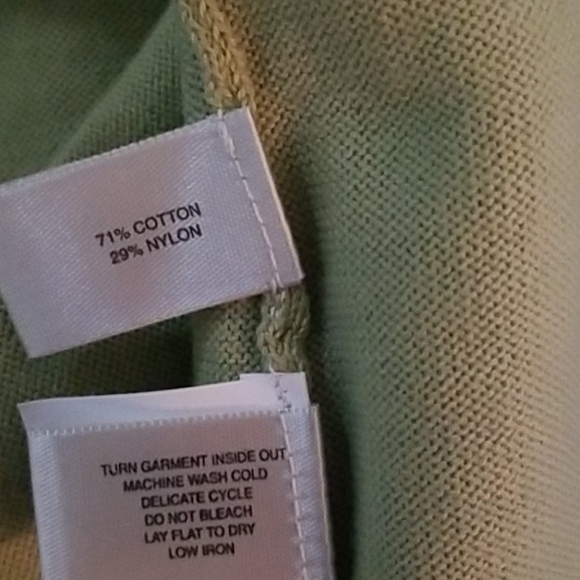 71% COTTON
29% NYLON
TURN GARMENT INSIDE OUT
MACHINE WASH COLD
DELICATE CYCLE
DO NOT BLEACH
LAY FLAT TO DRY
LOW IRON